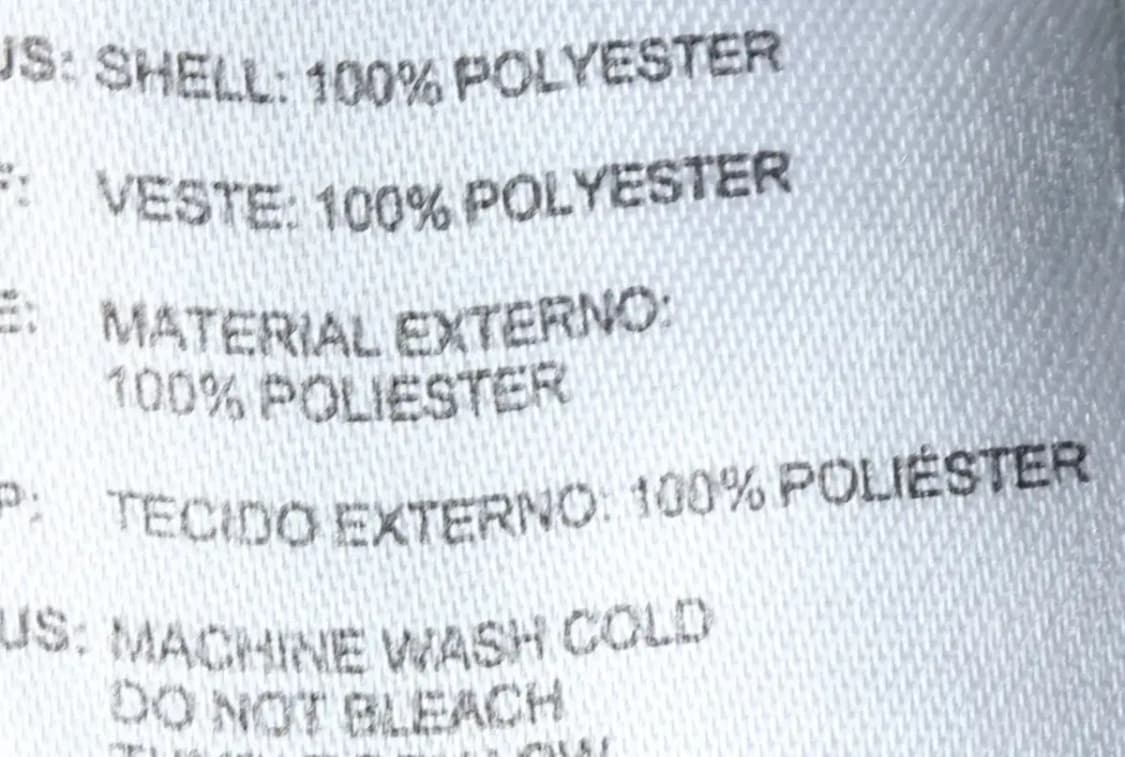 US: SHELL: 100% POLYESTER
F: VESTE: 100% POLYESTER
E: MATERIAL EXTERNO:
100% POLIESTER
P: TECIDO EXTERNO: 100% POLIÉSTER
US: MACHINE WASH COLD
DO NOT BLEACH